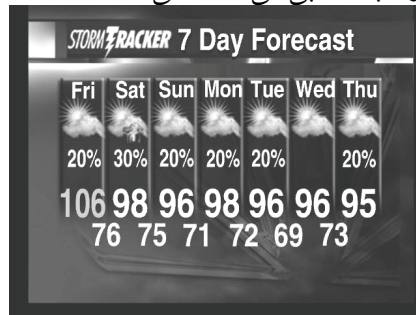 STORMTRACKER 7 Day Forecast
Fri Sat Sun Mon Tue Wed Thu
20% 30% 20% 20% 20% 20%
106 98 96 98 96 96 95
76 75 71 72 69 73